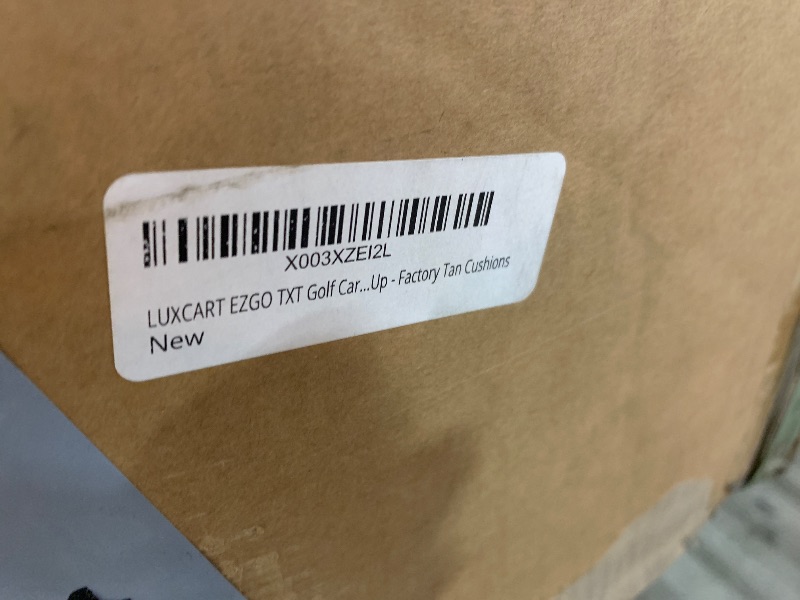 X003XZEI2L
LUXCART EZGO TXT Golf Car...Up - Factory Tan Cushions
New